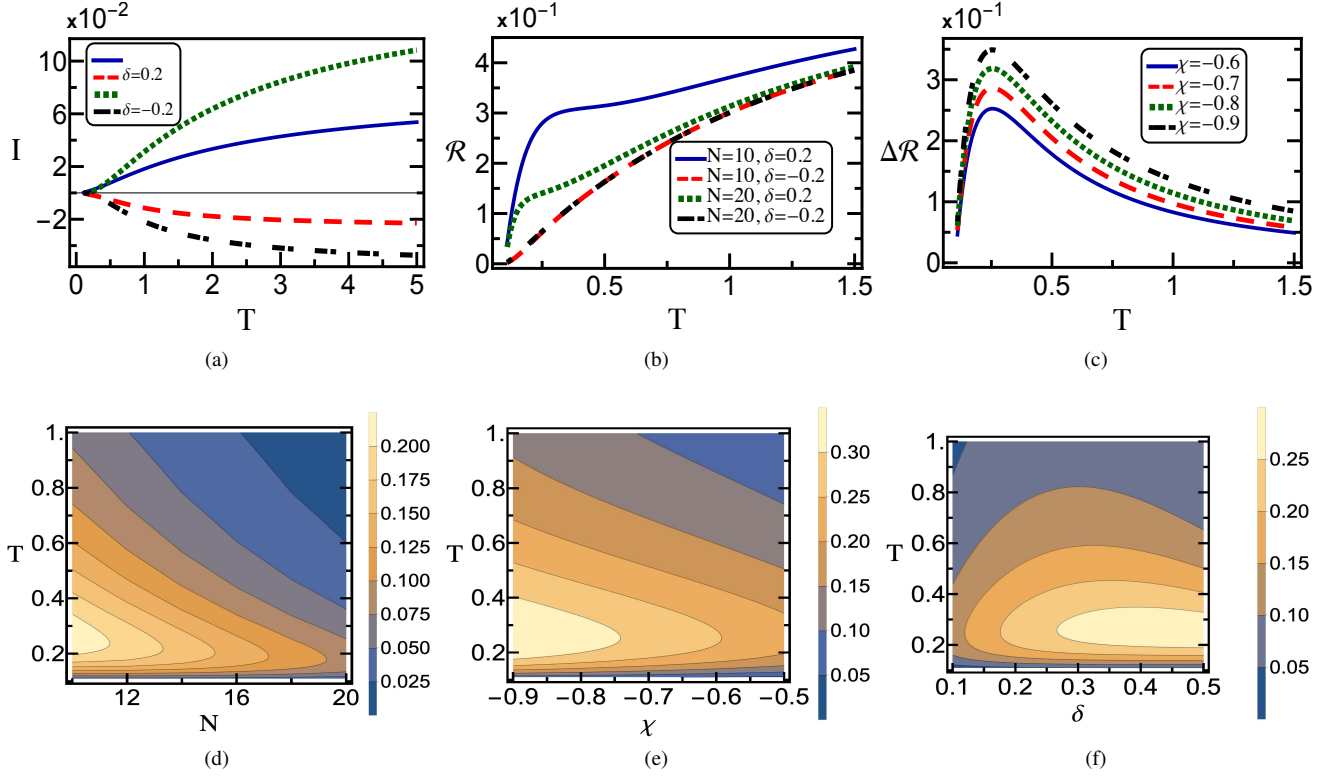 x10⁻²
10
6
2
−2
I
δ=0.2
δ=−0.2
0 1 2 3 4 5
T
(a)
x10⁻¹
4
3
2
1
0
ℛ
N=10, δ=0.2
N=10, δ=−0.2
N=20, δ=0.2
N=20, δ=−0.2
0.5 1 1.5
T
(b)
x10⁻¹
3
2
1
0
Δℛ
χ=−0.6
χ=−0.7
χ=−0.8
χ=−0.9
0.5 1 1.5
T
(c)
1.
0.8
0.6
0.4
0.2
T
12 16 20
N
0.200
0.175
0.150
0.125
0.100
0.075
0.050
0.025
(d)
1.
0.8
0.6
0.4
0.2
T
−0.9 −0.8 −0.7 −0.6 −0.5
χ
0.30
0.25
0.20
0.15
0.10
0.05
(e)
1.
0.8
0.6
0.4
0.2
T
0.1 0.2 0.3 0.4 0.5
δ
0.25
0.20
0.15
0.10
0.05
(f)